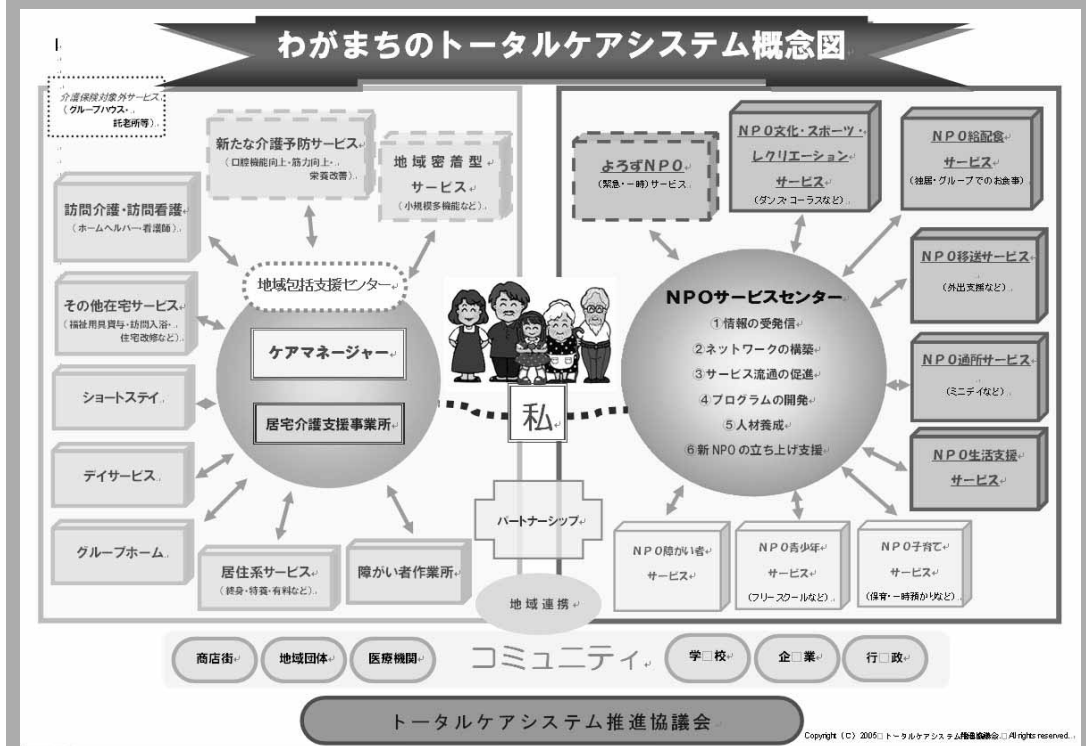 わがまちのトータルケアシステム概念図
介護保険対象外サービス
(グループハウス・
託老所等)
新たな介護予防サービス
(口腔機能向上・筋力向上・
栄養改善)
地域密着型
サービス
(小規模多機能など)
訪問介護・訪問看護
(ホームヘルパー・看護師)
その他在宅サービス
(福祉用具貸与・訪問入浴・
住宅改修など)
ショートステイ
デイサービス
グループホーム
居住系サービス
(終身・特養・有料など)
障がい者作業所
地域包括支援センター
ケアマネージャー
居宅介護支援事業所
私
パートナーシップ
地域連携
よろずNPO
(緊急・一時)サービス
NPO文化・スポーツ・
レクリエーション
サービス
(ダンス・コーラスなど)
NPO給配食
サービス
(独居・グループでのお食事)
NPO移送サービス
(外出支援など)
NPO通所サービス
(ミニデイなど)
NPO生活支援
サービス
NPOサービスセンター
①情報の受発信
②ネットワークの構築
③サービス流通の促進
④プログラムの開発
⑤人材養成
⑥新NPOの立ち上げ支援
NPO障がい者
サービス
NPO青少年
サービス
(フリースクールなど)
NPO子育て
サービス
(保育・一時預かりなど)
商店街
地域団体
医療機関
コミュニティ
学□校
企□業
行□政
トータルケアシステム推進協議会
Copyright (C) 2005□トータルケアシステム推進協議会.□All rights reserved.